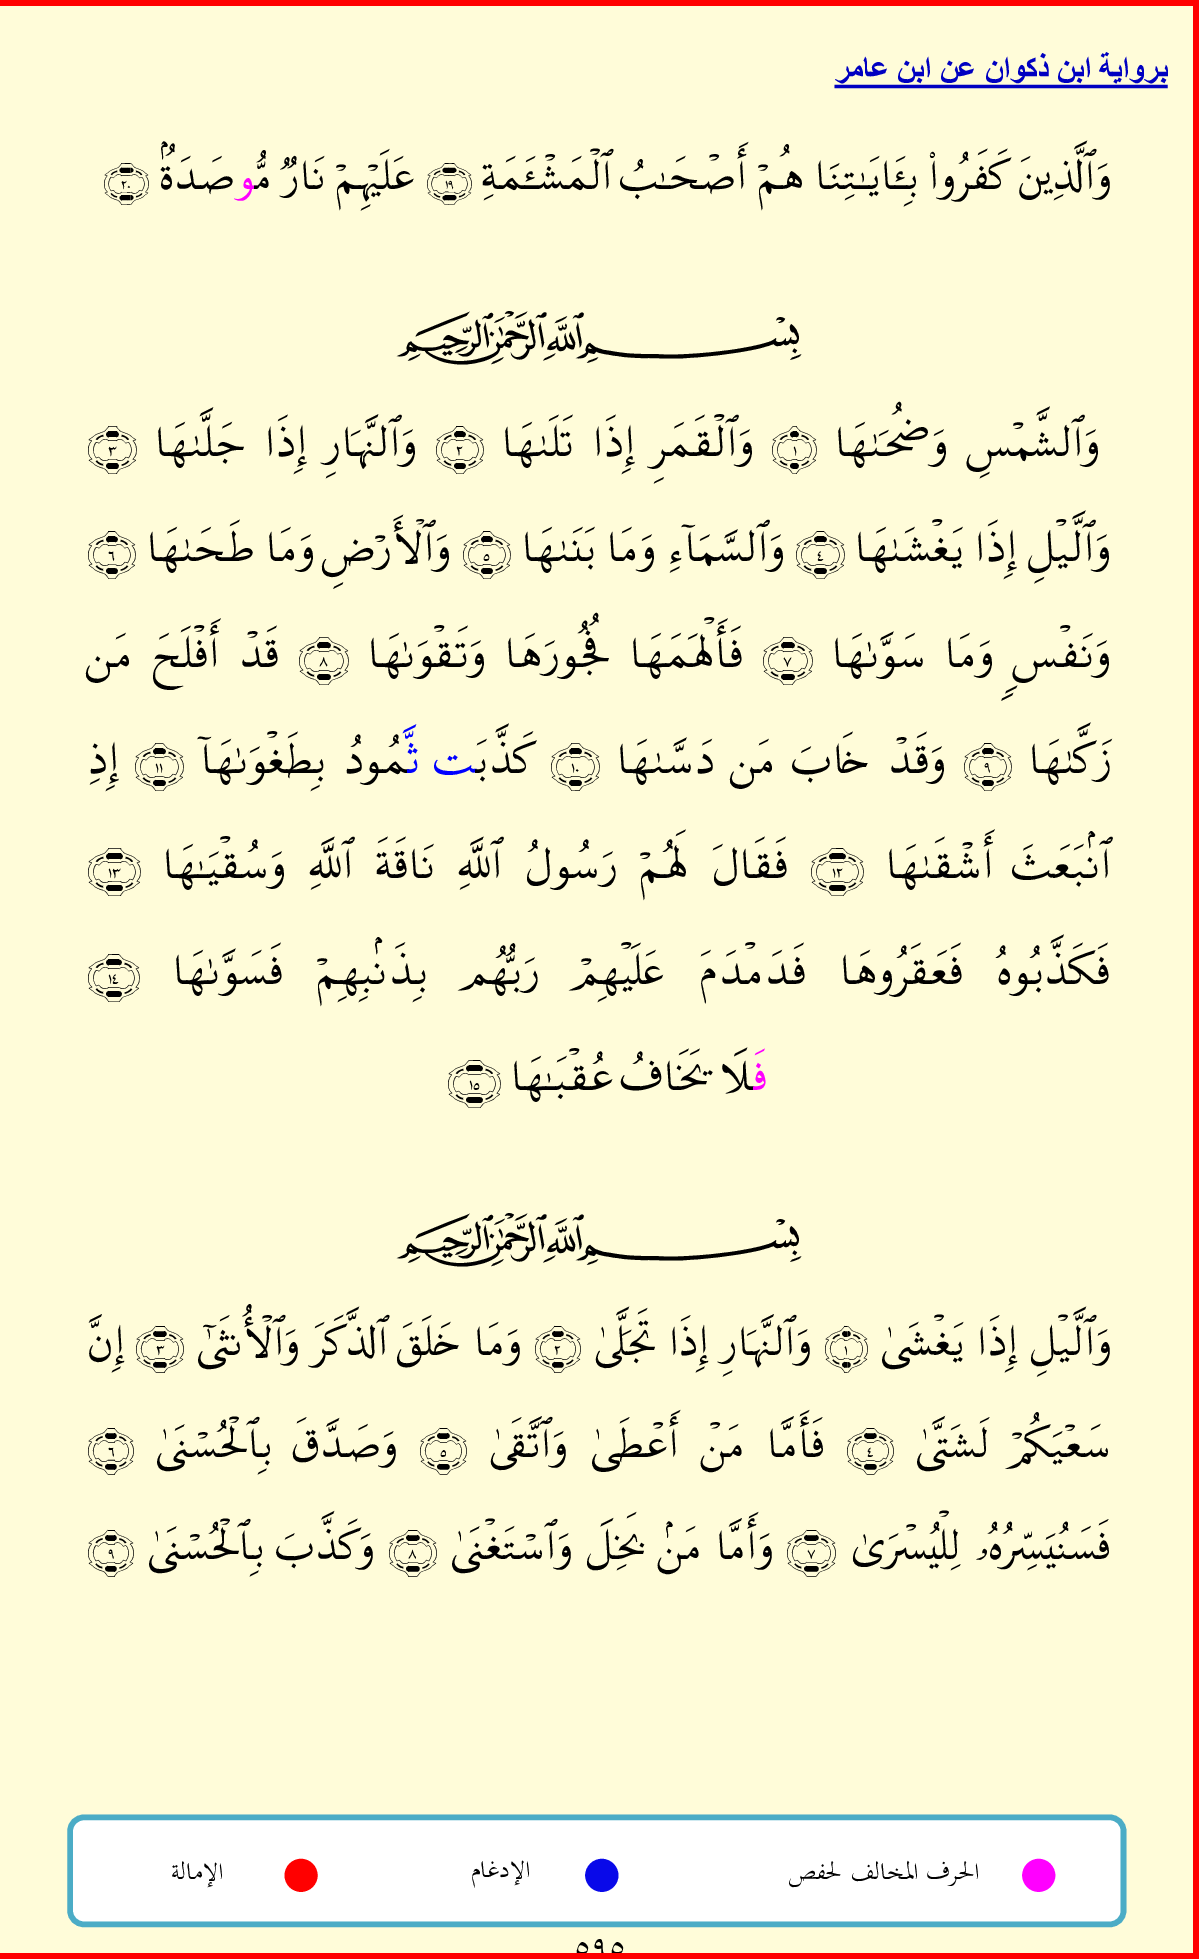 برواية ابن ذكوان عن ابن عامر
وَٱلَّذِينَ كَفَرُوا۟ بِـَٔايَـٰتِنَا هُمۡ أَصۡحَـٰبُ ٱلۡمَشۡـَٔمَةِ ١٩ عَلَيۡهِمۡ نَارࣱ مُّوصَدَةُۢ ٢٠
بِسۡمِ ٱللَّهِ ٱلرَّحۡمَـٰنِ ٱلرَّحِيمِ
وَٱلشَّمۡسِ وَضُحَىٰهَا ١ وَٱلۡقَمَرِ إِذَا تَلَىٰهَا ٢ وَٱلنَّهَارِ إِذَا جَلَّىٰهَا ٣
وَٱلَّيۡلِ إِذَا يَغۡشَىٰهَا ٤ وَٱلسَّمَاۤءِ وَمَا بَنَىٰهَا ٥ وَٱلۡأَرۡضِ وَمَا طَحَىٰهَا ٦
وَنَفۡسࣲ وَمَا سَوَّىٰهَا ٧ فَأَلۡهَمَهَا فُجُورَهَا وَتَقۡوَىٰهَا ٨ قَدۡ أَفۡلَحَ مَن
زَكَّىٰهَا ٩ وَقَدۡ خَابَ مَن دَسَّىٰهَا ١٠ كَذَّبَت ثَّمُودُ بِطَغۡوَىٰهَاۤ ١١ إِذِ
ٱنۢبَعَثَ أَشۡقَىٰهَا ١٢ فَقَالَ لَهُمۡ رَسُولُ ٱللَّهِ نَاقَةَ ٱللَّهِ وَسُقۡيَـٰهَا ١٣
فَكَذَّبُوهُ فَعَقَرُوهَا فَدَمۡدَمَ عَلَيۡهِمۡ رَبُّهُم بِذَنۢبِهِمۡ فَسَوَّىٰهَا ١٤
فَلَا يَخَافُ عُقۡبَـٰهَا ١٥
بِسۡمِ ٱللَّهِ ٱلرَّحۡمَـٰنِ ٱلرَّحِيمِ
وَٱلَّيۡلِ إِذَا يَغۡشَىٰ ١ وَٱلنَّهَارِ إِذَا تَجَلَّىٰ ٢ وَمَا خَلَقَ ٱلذَّكَرَ وَٱلۡأُنثَىٰۤ ٣ إِنَّ
سَعۡيَكُمۡ لَشَتَّىٰ ٤ فَأَمَّا مَنۡ أَعۡطَىٰ وَٱتَّقَىٰ ٥ وَصَدَّقَ بِٱلۡحُسۡنَىٰ ٦
فَسَنُيَسِّرُهُۥ لِلۡيُسۡرَىٰ ٧ وَأَمَّا مَنۢ بَخِلَ وَٱسۡتَغۡنَىٰ ٨ وَكَذَّبَ بِٱلۡحُسۡنَىٰ ٩
الحرف المخالف لحفص الإدغام الإمالة
٥٩٥